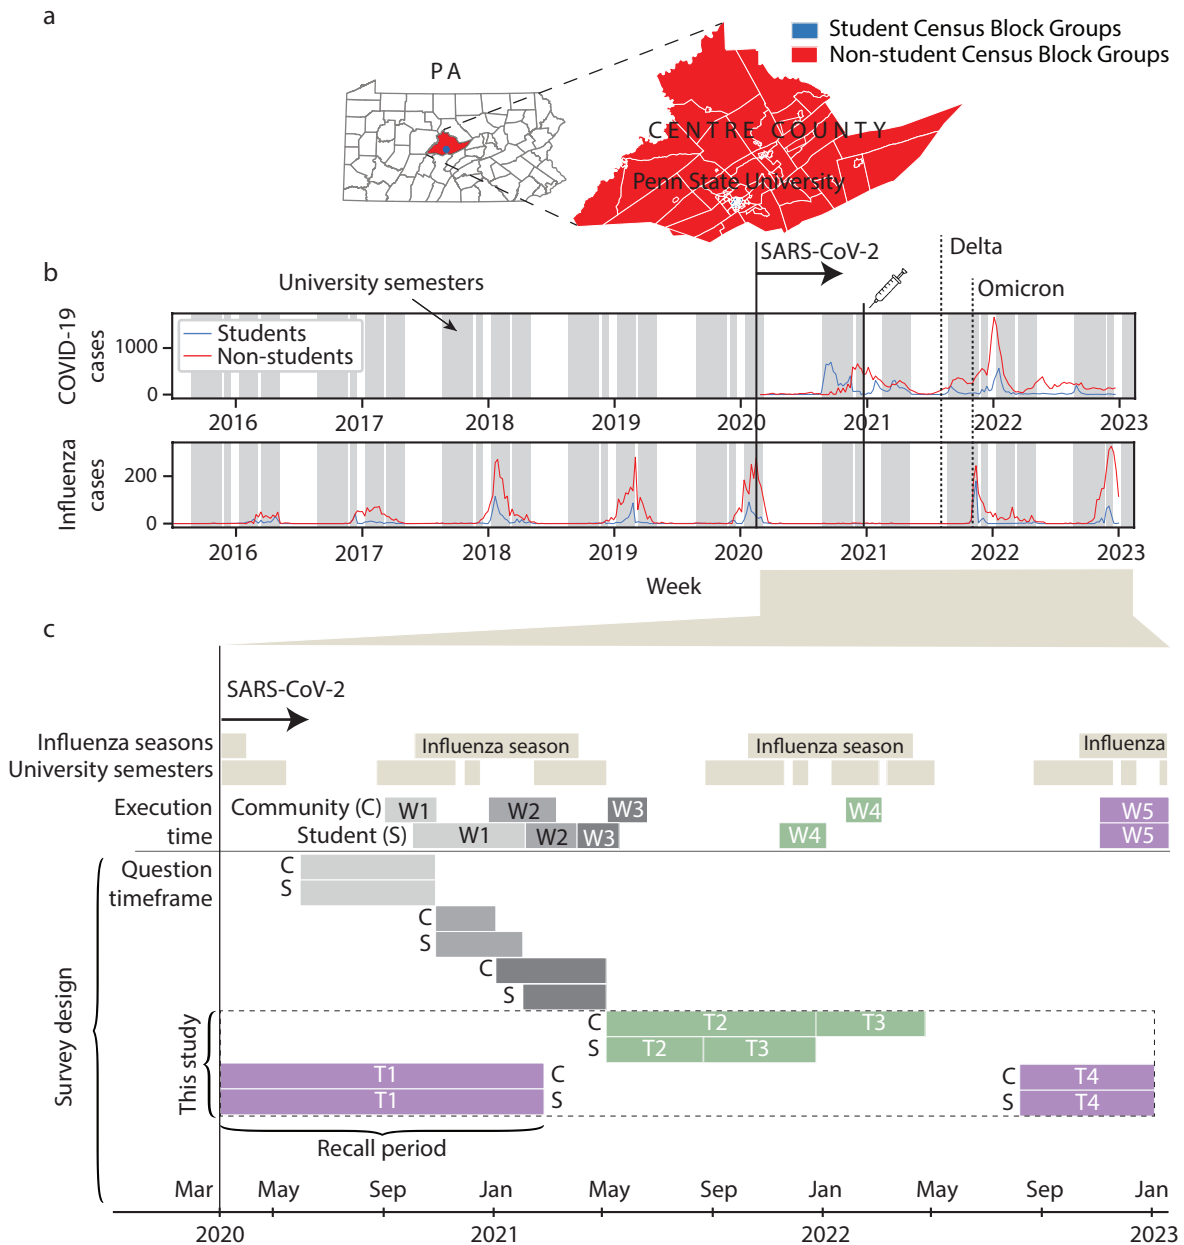 a
Student Census Block Groups
Non-student Census Block Groups
PA
CENTRE COUNTY
Penn State University
b
University semesters
SARS-CoV-2
Delta
Omicron
COVID-19
cases
1000
0
Students
Non-students
2016 2017 2018 2019 2020 2021 2022 2023
Influenza
cases
200
0
2016 2017 2018 2019 2020 2021 2022 2023
Week
c
SARS-CoV-2
Influenza seasons
Influenza season
Influenza season
Influenza
University semesters
Execution
time
Community (C)
W1 W2 W3 W4 W5
Student (S)
W1 W2 W3 W4 W5
Survey design
Question
timeframe
C
S
C
S
C
S
This study
C T2 T3
S T2 T3
T1 C
T1 S
C T4
S T4
Recall period
Mar May Sep Jan May Sep Jan May Sep Jan
2020 2021 2022 2023